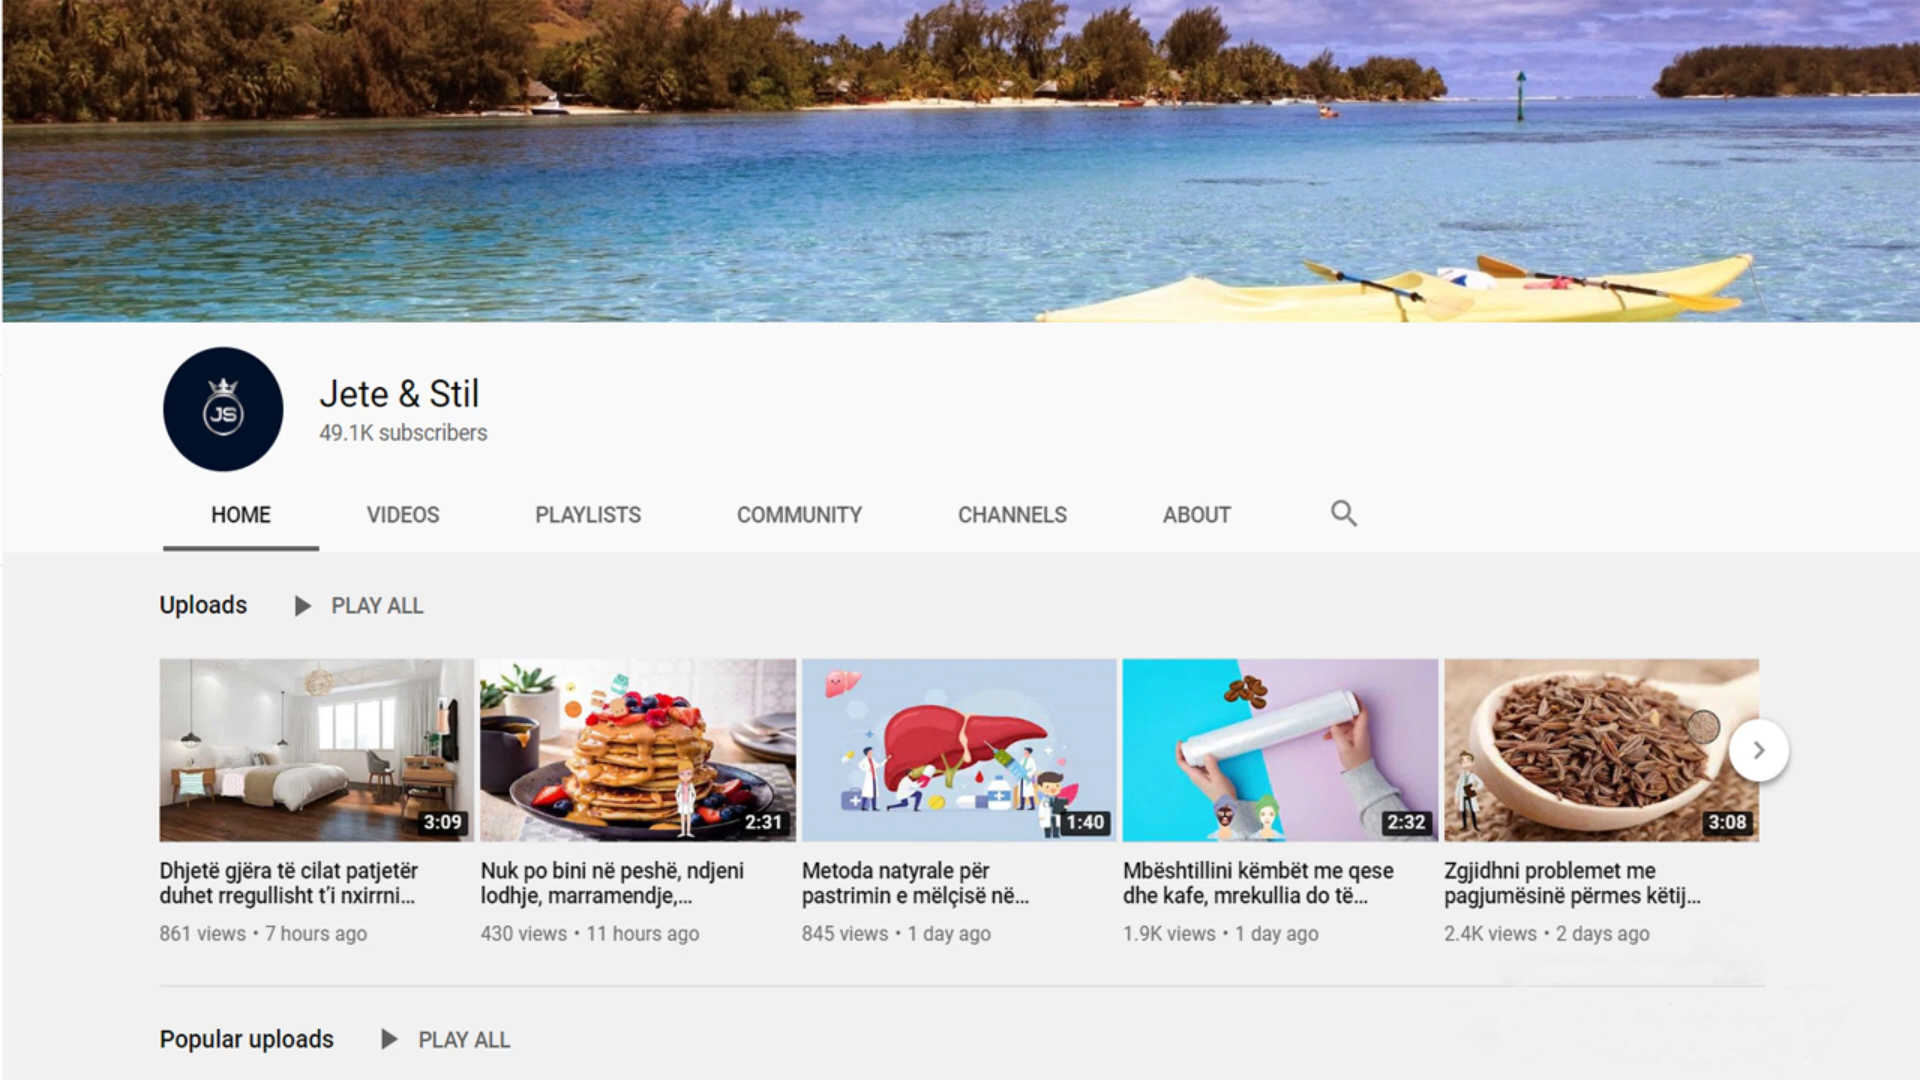 JS
Jete & Stil
49.1K subscribers
HOME VIDEOS PLAYLISTS COMMUNITY CHANNELS ABOUT
Uploads PLAY ALL
3:09 2:31 1:40 2:32 3:08
Dhjetë gjëra të cilat patjetër
duhet rregullisht t'i nxirrni...
861 views • 7 hours ago
Nuk po bini në peshë, ndjeni
lodhje, marramendje,...
430 views • 11 hours ago
Metoda natyrale për
pastrimin e mëlçisë në...
845 views • 1 day ago
Mbështillini këmbët me qese
dhe kafe, mrekullia do të...
1.9K views • 1 day ago
Zgjidhni problemet me
pagjumësinë përmes këtij...
2.4K views • 2 days ago
Popular uploads PLAY ALL